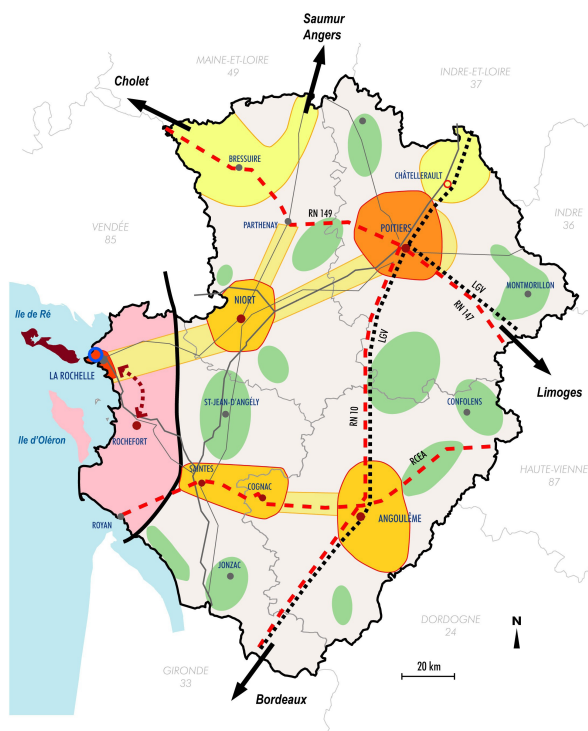 Saumur
Angers
MAINE-ET-LOIRE
49
INDRE-ET-LOIRE
37
Cholet
BRESSUIRE
CHÂTELLERAULT
VENDÉE
85
PARTHENAY
RN 149
POITIERS
INDRE
36
LGV
RN 147
MONTMORILLON
Ile de Ré
NIORT
LGV
LA ROCHELLE
Limoges
ST-JEAN-D'ANGÉLY
RN 10
CONFOLENS
Ile d'Oléron
ROCHEFORT
RCEA
HAUTE-VIENNE
87
SAINTES
COGNAC
ROYAN
ANGOULÊME
JONZAC
DORDOGNE
24
N
GIRONDE
33
20 km
Bordeaux